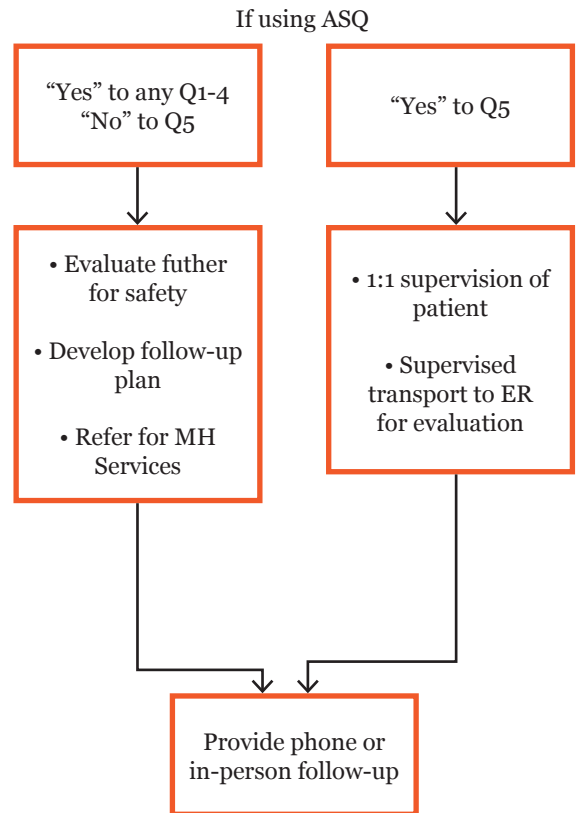 If using ASQ
“Yes” to any Q1-4
“No” to Q5
“Yes” to Q5
• Evaluate futher
for safety
• Develop follow-up
plan
• Refer for MH
Services
• 1:1 supervision of
patient
• Supervised
transport to ER
for evaluation
Provide phone or
in-person follow-up